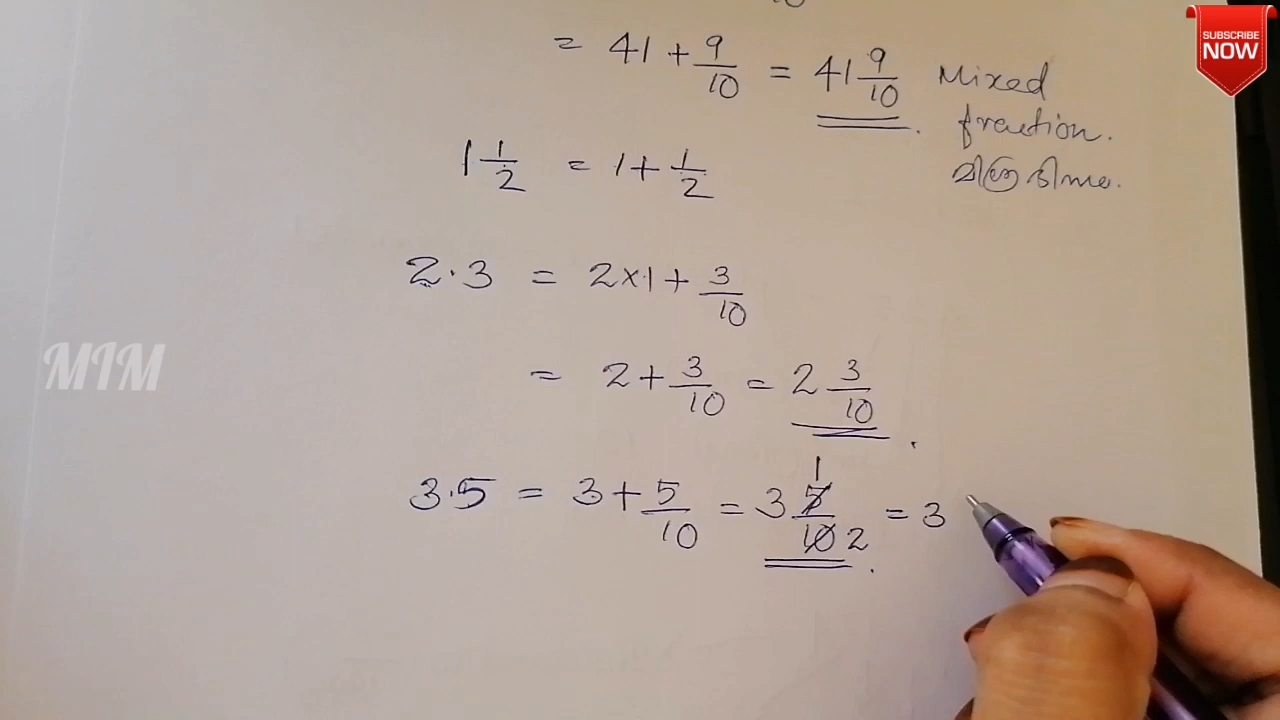 = 41 + 9/10 = 41 9/10 Mixed
fraction.
1 1/2 = 1 + 1/2
മിശ്ര ഭിന്നം.
2.3 = 2×1 + 3/10
= 2 + 3/10 = 2 3/10.
3.5 = 3 + 5/10 = 3 5/10 1 2. = 3
SUBSCRIBE
NOW
MIM